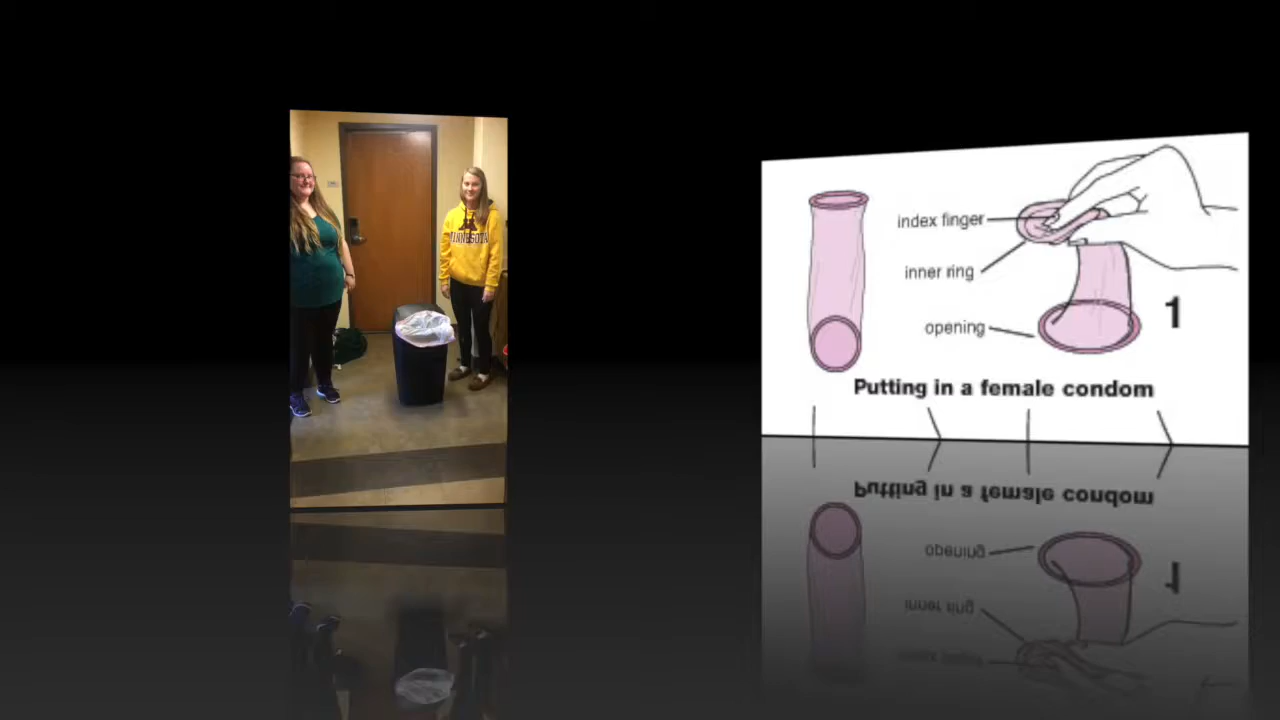 MINNESOTA
index finger
inner ring
opening
1
Putting in a female condom